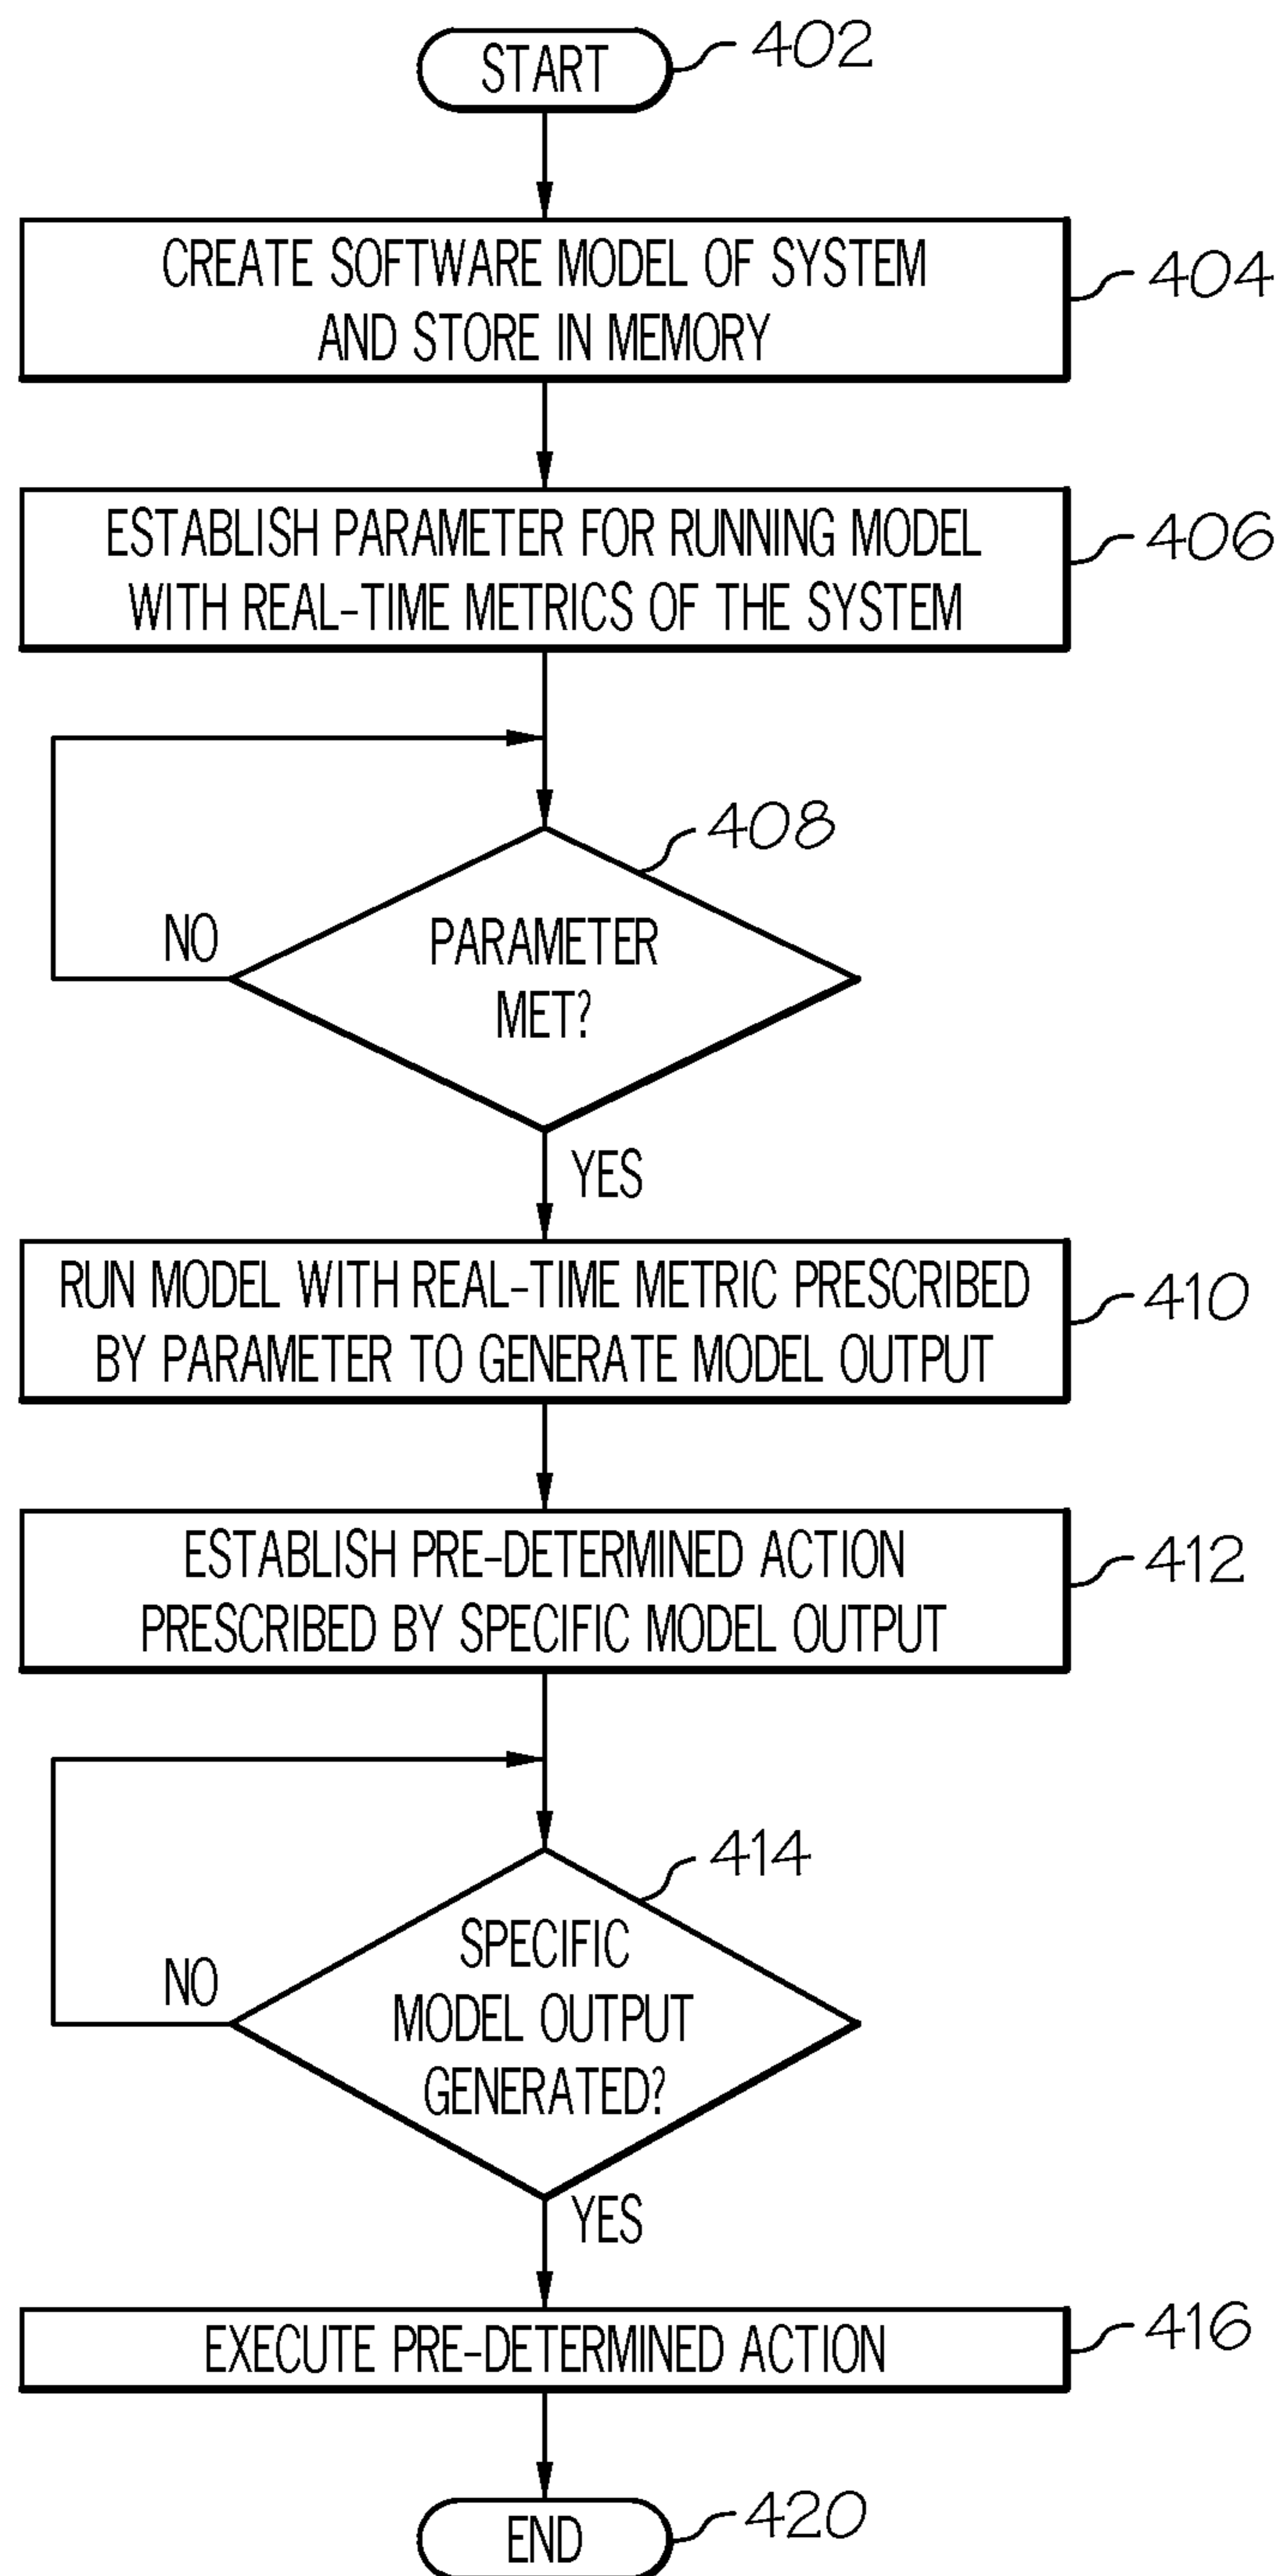 START
402
CREATE SOFTWARE MODEL OF SYSTEM
AND STORE IN MEMORY
404
ESTABLISH PARAMETER FOR RUNNING MODEL
WITH REAL-TIME METRICS OF THE SYSTEM
406
408
PARAMETER
MET?
NO
YES
RUN MODEL WITH REAL-TIME METRIC PRESCRIBED
BY PARAMETER TO GENERATE MODEL OUTPUT
410
ESTABLISH PRE-DETERMINED ACTION
PRESCRIBED BY SPECIFIC MODEL OUTPUT
412
414
SPECIFIC
MODEL OUTPUT
GENERATED?
NO
YES
EXECUTE PRE-DETERMINED ACTION
416
END
420